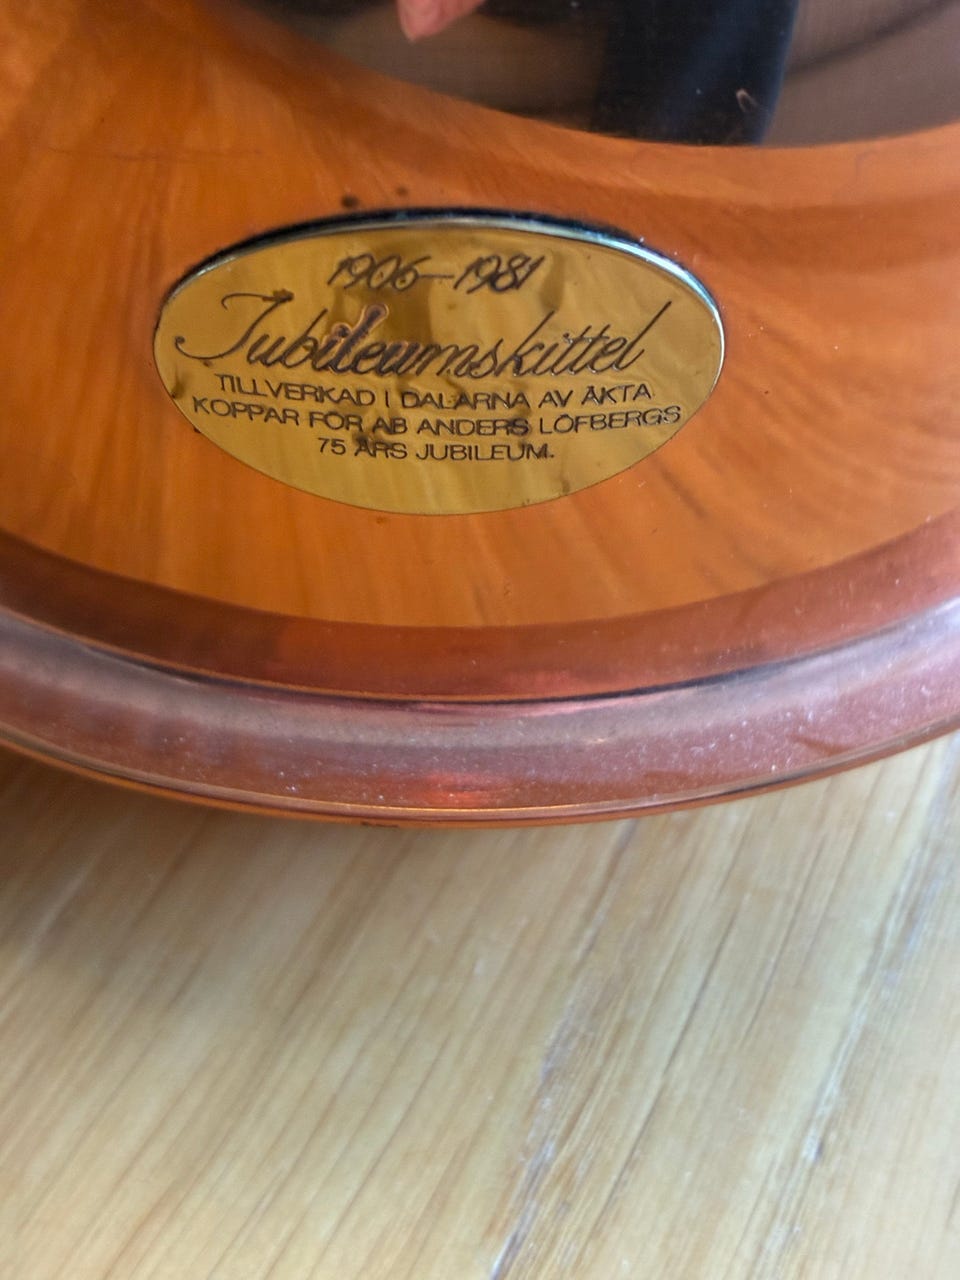 1906–1981
Jubileumskittel
TILLVERKAD I DALARNA AV ÄKTA
KOPPAR FÖR AB ANDERS LÖFBERGS
75 ÅRS JUBILEUM.